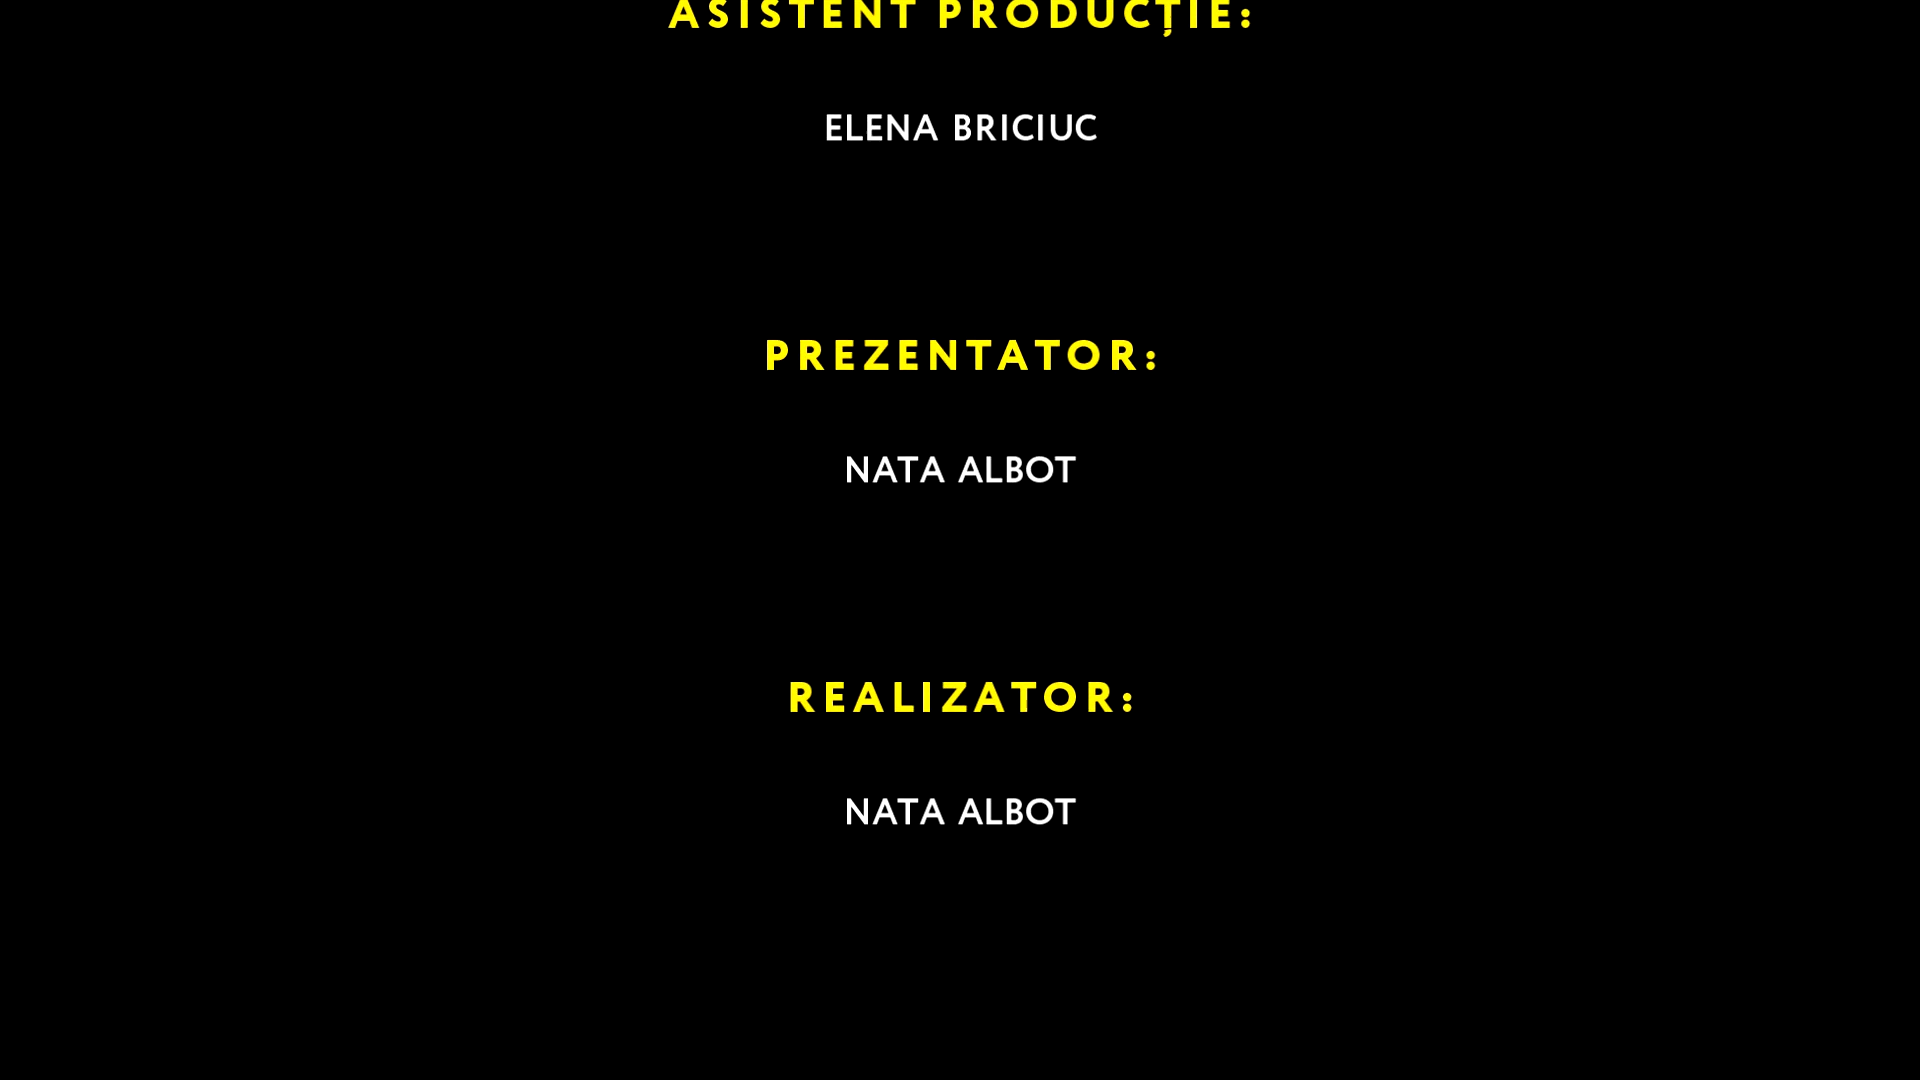 ASISTENT PRODUCȚIE:
ELENA BRICIUC
PREZENTATOR:
NATA ALBOT
REALIZATOR:
NATA ALBOT